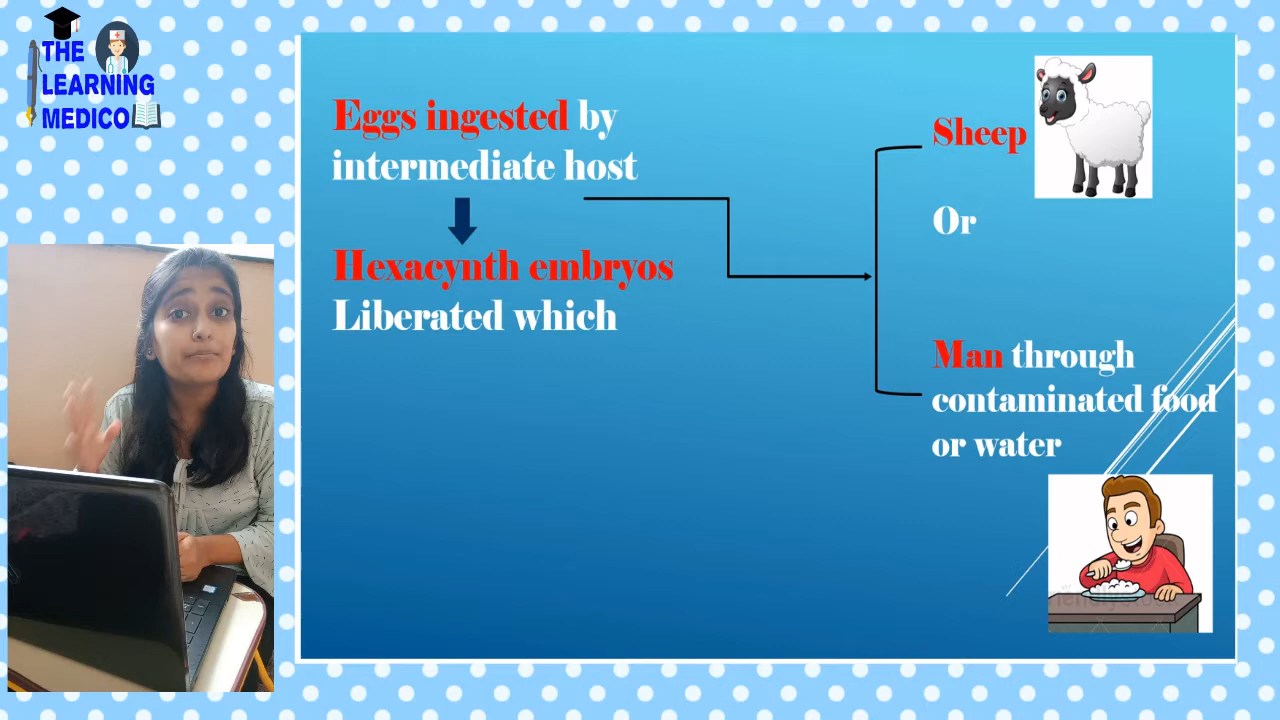 THE
LEARNING
MEDICO
Eggs ingested by
intermediate host
Hexacynth embryos
Liberated which
Sheep
Or
Man through
contaminated food
or water